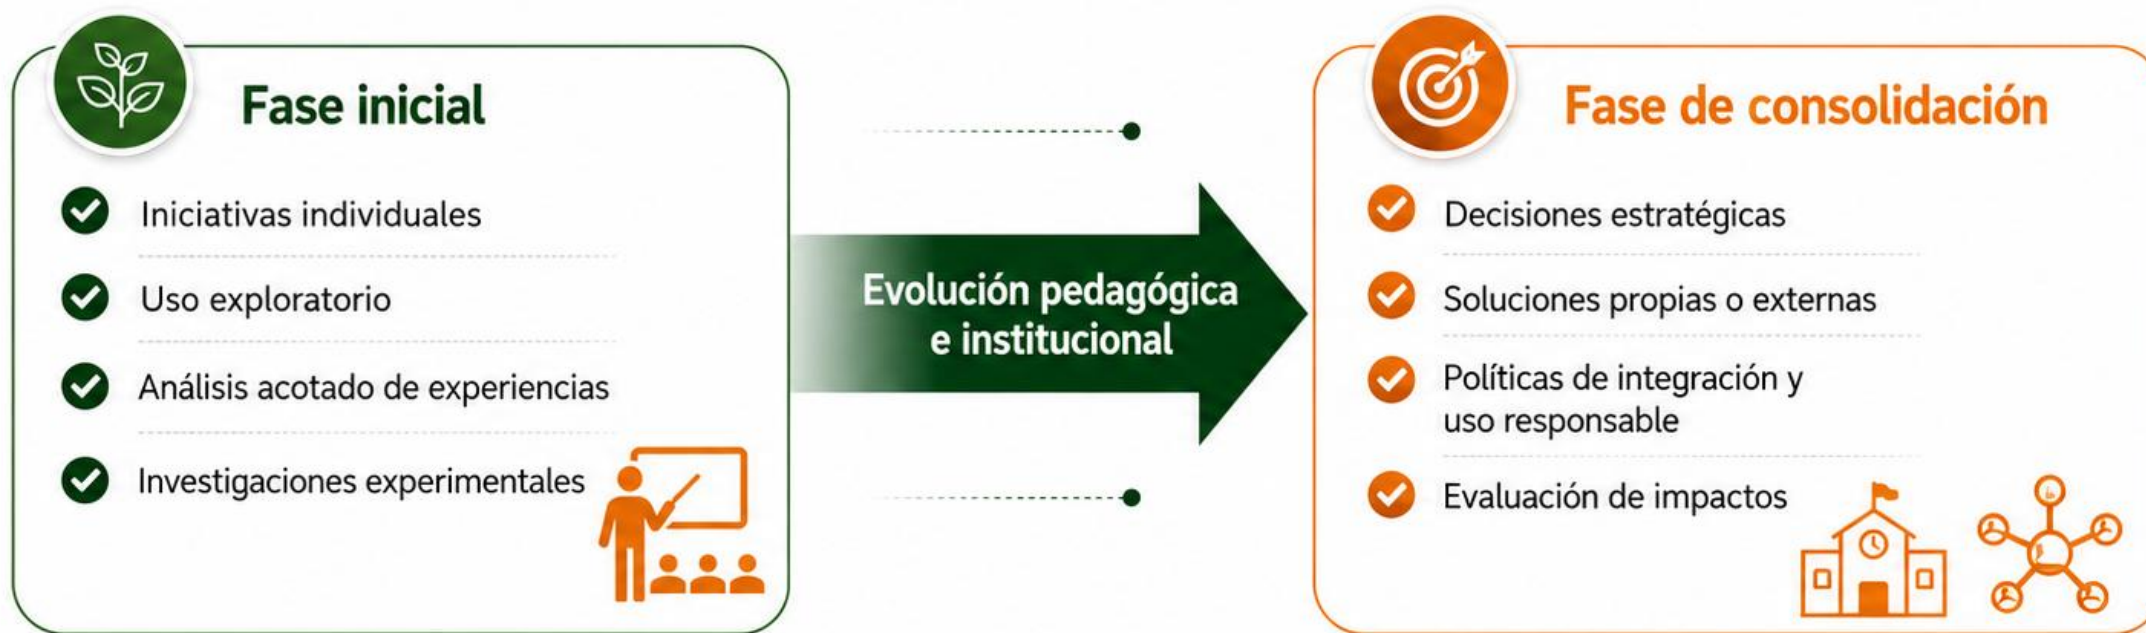 Fase inicial
Iniciativas individuales
Uso exploratorio
Análisis acotado de experiencias
Investigaciones experimentales
Evolución pedagógica
e institucional
Fase de consolidación
Decisiones estratégicas
Soluciones propias o externas
Políticas de integración y
uso responsable
Evaluación de impactos